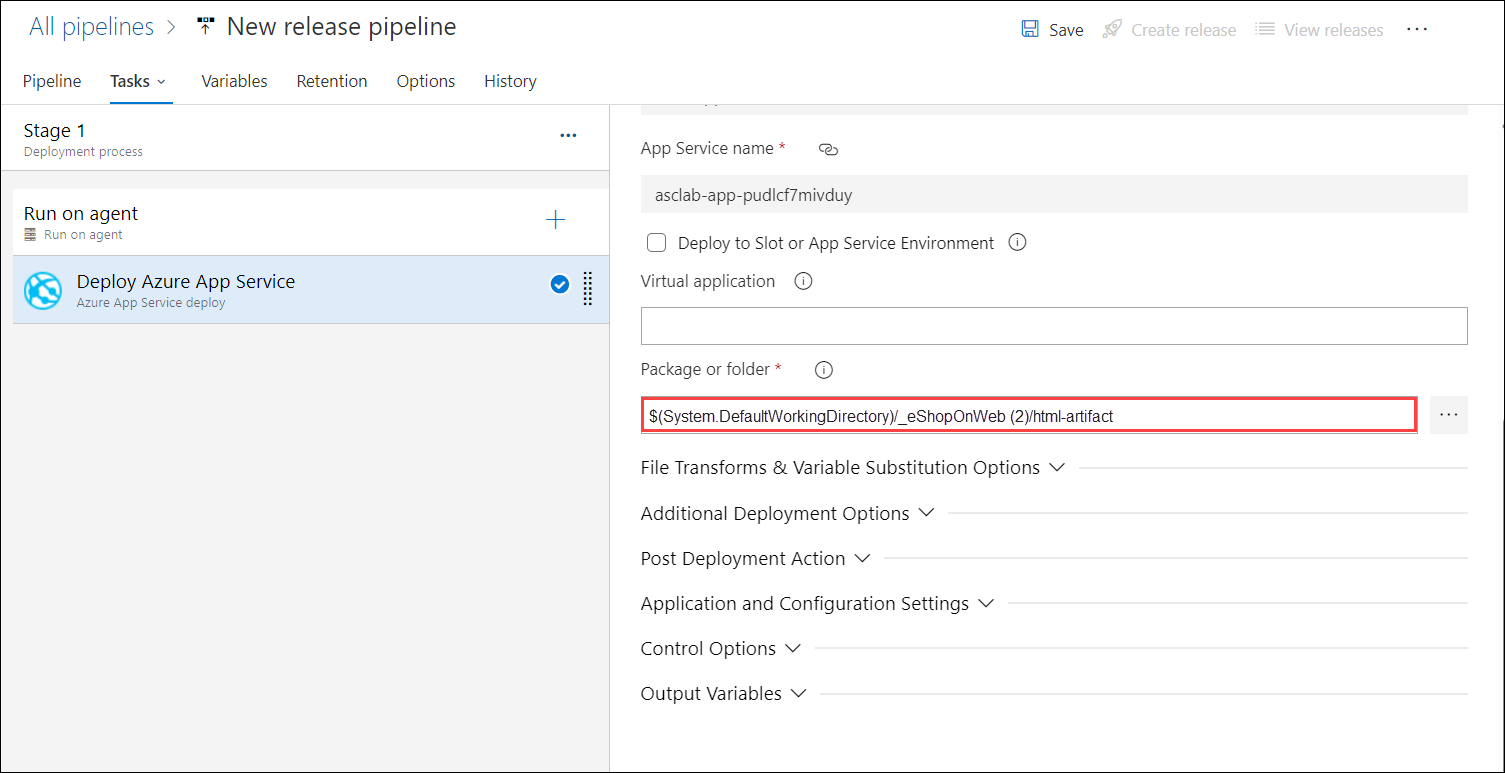 All pipelines > New release pipeline
Save Create release View releases ...
Pipeline Tasks Variables Retention Options History
Stage 1
Deployment process
Run on agent
Run on agent
Deploy Azure App Service
Azure App Service deploy
App Service name *
asclab-app-pudlcf7mivduy
Deploy to Slot or App Service Environment
Virtual application
Package or folder *
$(System.DefaultWorkingDirectory)/_eShopOnWeb (2)/html-artifact
File Transforms & Variable Substitution Options
Additional Deployment Options
Post Deployment Action
Application and Configuration Settings
Control Options
Output Variables